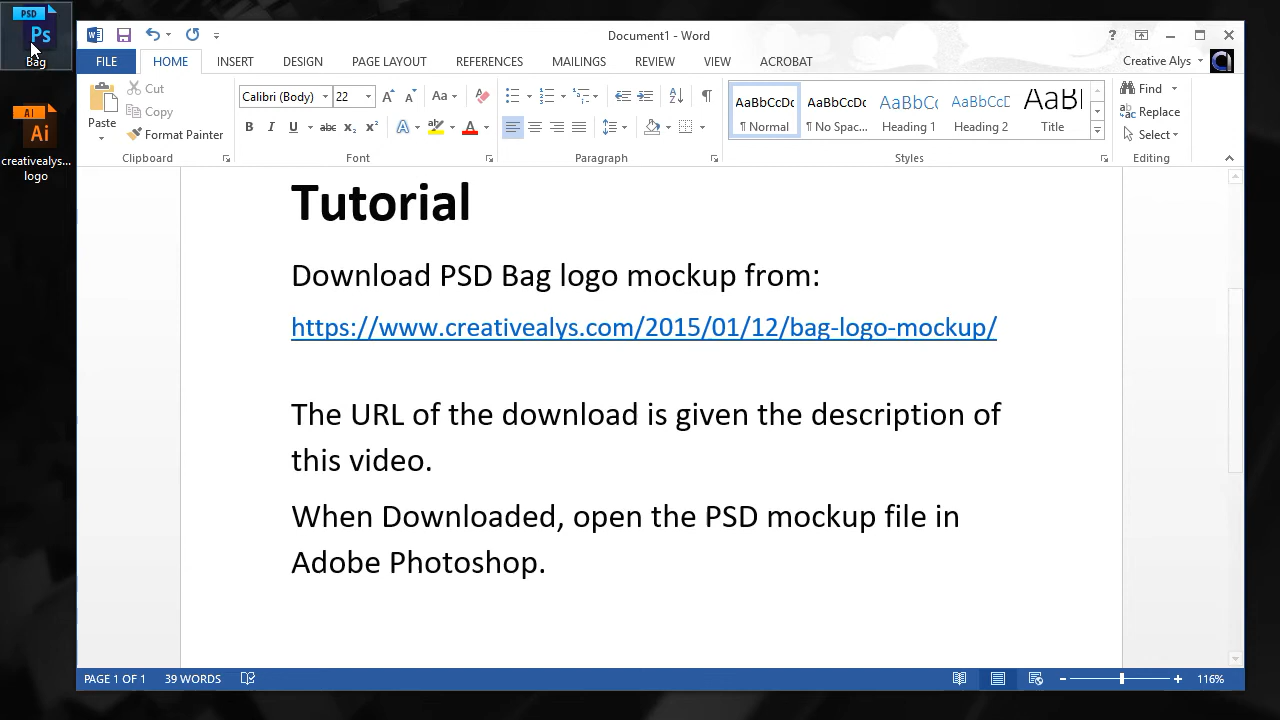 PSD
Ps
Bag
AI
Ai
creativealys...
logo
Document1 - Word
?
FILE
HOME
INSERT
DESIGN
PAGE LAYOUT
REFERENCES
MAILINGS
REVIEW
VIEW
ACROBAT
Creative Alys
Paste
Cut
Copy
Format Painter
Clipboard
Calibri (Body)
22
Font
Paragraph
AaBbCcDc
¶ Normal
AaBbCcDc
¶ No Spac...
AaBbCc
Heading 1
AaBbCcD
Heading 2
AaBl
Title
Styles
Find
Replace
Select
Editing
Tutorial
Download PSD Bag logo mockup from:
https://www.creativealys.com/2015/01/12/bag-logo-mockup/
The URL of the download is given the description of
this video.
When Downloaded, open the PSD mockup file in
Adobe Photoshop.
PAGE 1 OF 1
39 WORDS
116%